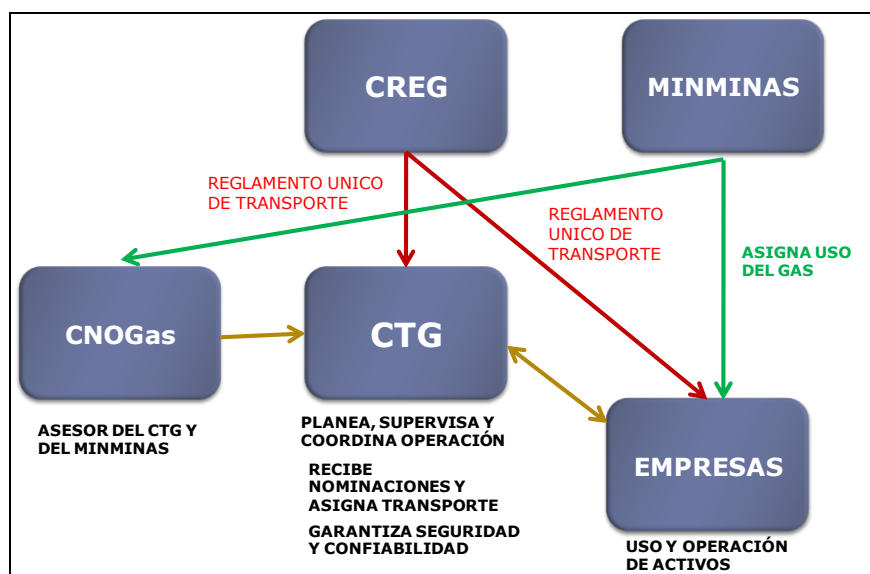 CREG
MINMINAS
REGLAMENTO UNICO
DE TRANSPORTE
REGLAMENTO
UNICO DE
TRANSPORTE
ASIGNA USO
DEL GAS
CNOGas
CTG
EMPRESAS
ASESOR DEL CTG Y
DEL MINMINAS
PLANEA, SUPERVISA Y
COORDINA OPERACIÓN
RECIBE
NOMINACIONES Y
ASIGNA TRANSPORTE
GARANTIZA SEGURIDAD
Y CONFIABILIDAD
USO Y OPERACIÓN
DE ACTIVOS